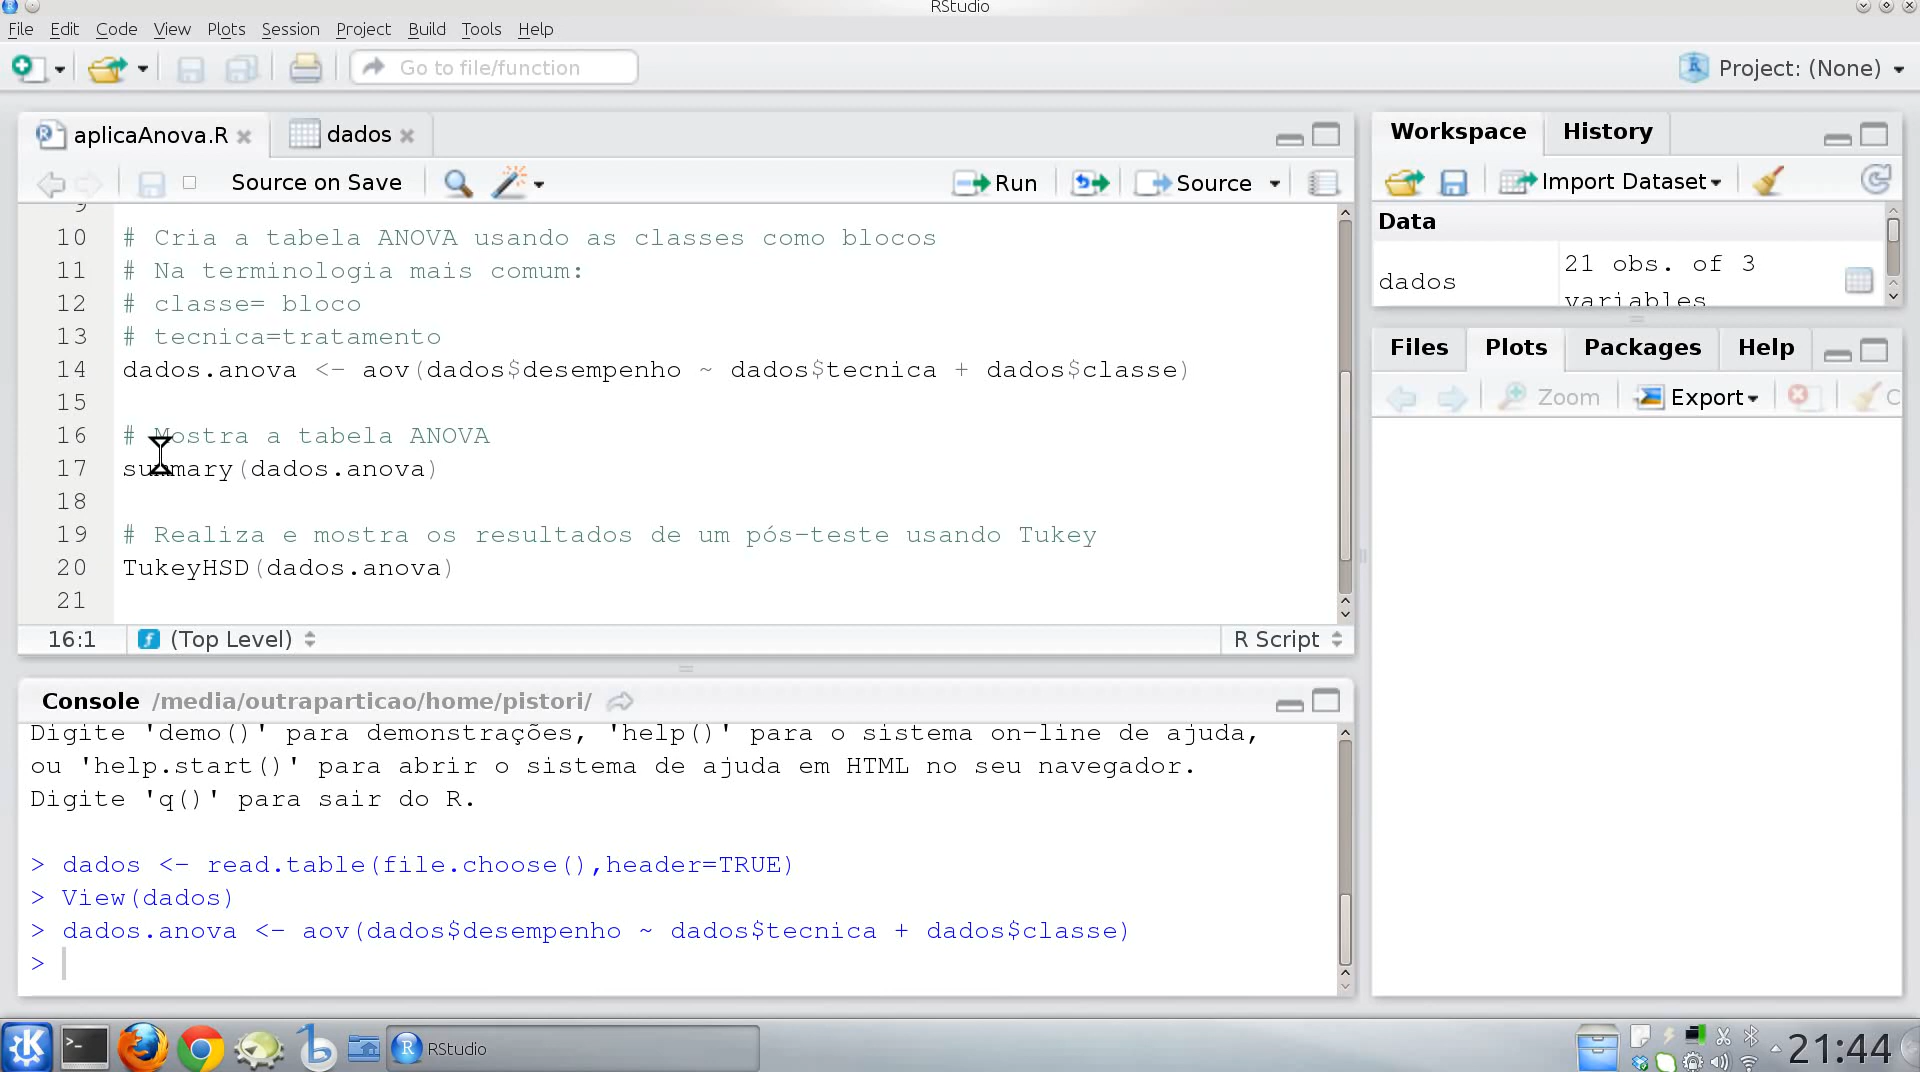 RStudio
File Edit Code View Plots Session Project Build Tools Help
Go to file/function
Project: (None)
aplicaAnova.R dados
Source on Save Run Source
9
10 # Cria a tabela ANOVA usando as classes como blocos
11 # Na terminologia mais comum:
12 # classe= bloco
13 # tecnica=tratamento
14 dados.anova <- aov(dados$desempenho ~ dados$tecnica + dados$classe)
15
16 # Mostra a tabela ANOVA
17 summary(dados.anova)
18
19 # Realiza e mostra os resultados de um pós-teste usando Tukey
20 TukeyHSD(dados.anova)
21
16:1 (Top Level) R Script
Console /media/outraparticao/home/pistori/
Digite 'demo()' para demonstrações, 'help()' para o sistema on-line de ajuda,
ou 'help.start()' para abrir o sistema de ajuda em HTML no seu navegador.
Digite 'q()' para sair do R.
> dados <- read.table(file.choose(),header=TRUE)
> View(dados)
> dados.anova <- aov(dados$desempenho ~ dados$tecnica + dados$classe)
>
Workspace History
Import Dataset
Data
dados 21 obs. of 3
variables
Files Plots Packages Help
Zoom Export C
RStudio
21:44